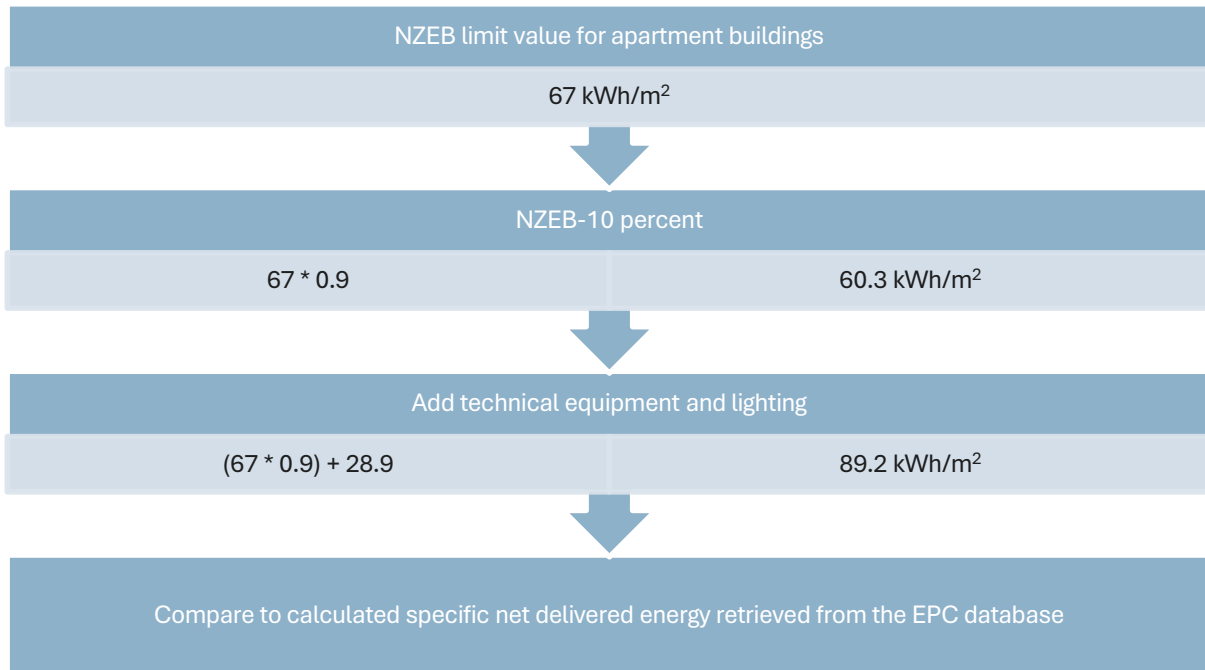 NZEB limit value for apartment buildings
67 kWh/m²
NZEB-10 percent
67 * 0.9
60.3 kWh/m²
Add technical equipment and lighting
(67 * 0.9) + 28.9
89.2 kWh/m²
Compare to calculated specific net delivered energy retrieved from the EPC database